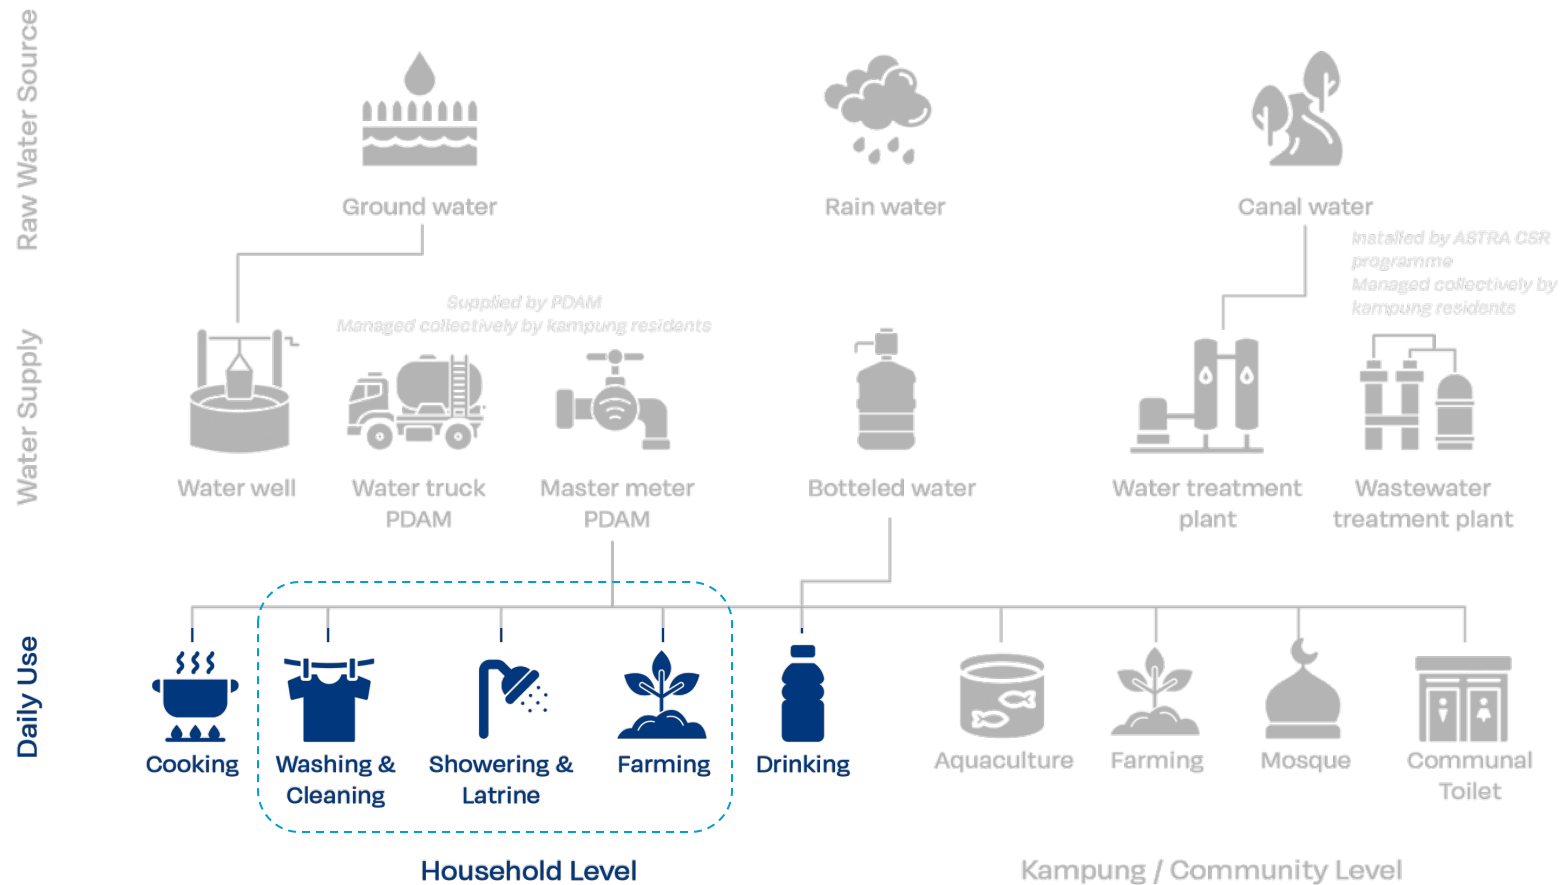 Raw Water Source
Ground water
Rain water
Canal water
Installed by ASTRA CSR
programme
Managed collectively by
kampung residents
Supplied by PDAM
Managed collectively by kampung residents
Water Supply
Water well
Water truck
PDAM
Master meter
PDAM
Botteled water
Water treatment
plant
Wastewater
treatment plant
Daily Use
Cooking
Washing &
Cleaning
Showering &
Latrine
Farming
Drinking
Aquaculture
Farming
Mosque
Communal
Toilet
Household Level
Kampung / Community Level